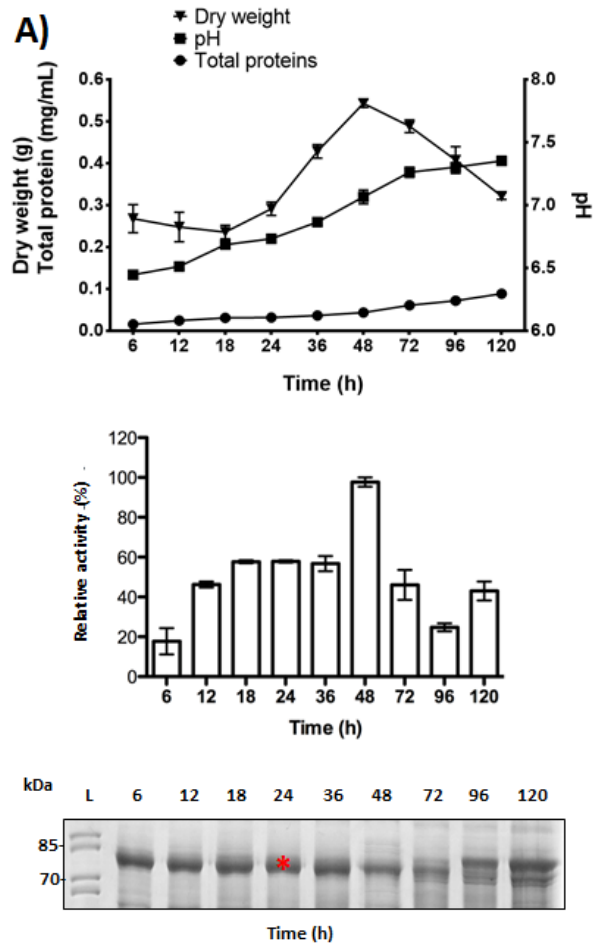 A)
Dry weight
pH
Total proteins
Dry weight (g)
Total protein (mg/mL)
0.6
0.5
0.4
0.3
0.2
0.1
0.0
8.0
7.5
7.0
6.5
6.0
pH
6 12 18 24 36 48 72 96 120
Time (h)
Relative activity (%)
120
100
80
60
40
20
0
6 12 18 24 36 48 72 96 120
Time (h)
kDa
L 6 12 18 24 36 48 72 96 120
85-
*
70-
Time (h)